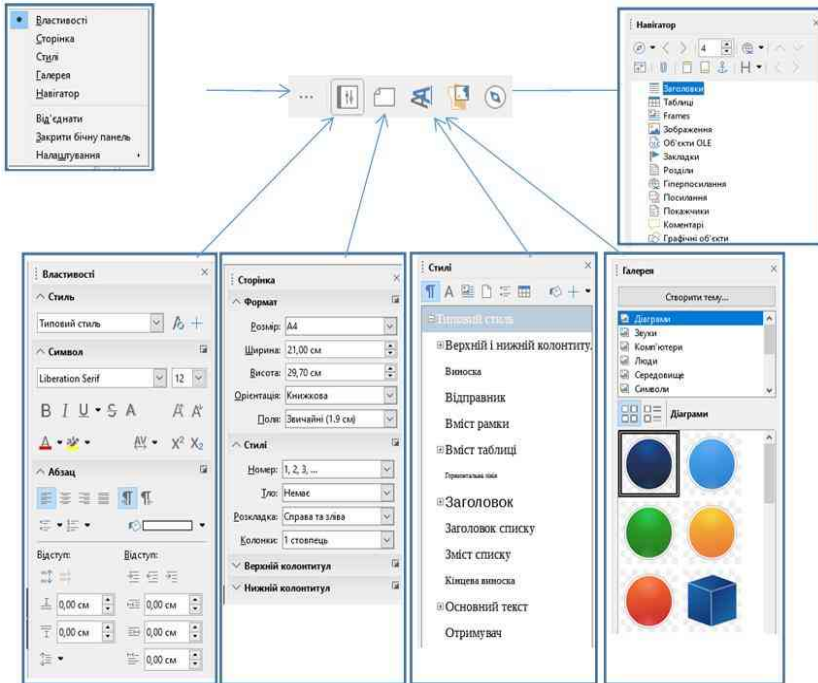 Властивості
Сторінка
Стилі
Галерея
Навігатор
Від'єднати
Закрити бічну панель
Налаштування
Навігатор
4
Заголовки
Таблиці
Frames
Зображення
Об'єкти OLE
Закладки
Розділи
Гіперпосилання
Посилання
Покажчики
Коментарі
Графічні об'єкти
Властивості
Стиль
Типовий стиль
Символ
Liberation Serif 12
Абзац
Відступ: Відступ:
0,00 см 0,00 см
0,00 см 0,00 см
0,00 см
Сторінка
Формат
Розмір: A4
Ширина: 21,00 см
Висота: 29,70 см
Орієнтація: Книжкова
Поля: Звичайні (1.9 см)
Стилі
Номер: 1, 2, 3, ...
Тло: Немає
Розкладка: Справа та зліва
Колонки: 1 стовпець
Верхній колонтитул
Нижній колонтитул
Стилі
Типовий стиль
Верхній і нижній колонтиту.
Виноска
Відправник
Вміст рамки
Вміст таблиці
Горизонтальна лінія
Заголовок
Заголовок списку
Зміст списку
Кінцева виноска
Основний текст
Отримувач
Галерея
Створити тему...
Діаграми
Звуки
Комп'ютери
Люди
Середовище
Символи
Діаграми